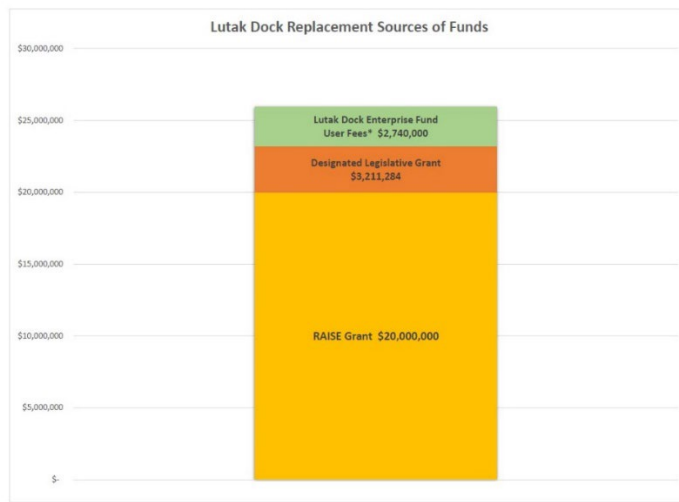 Lutak Dock Replacement Sources of Funds
$30,000,000
$25,000,000
$20,000,000
$15,000,000
$10,000,000
$5,000,000
$-
Lutak Dock Enterprise Fund
User Fees* $2,740,000
Designated Legislative Grant
$3,211,284
RAISE Grant $20,000,000